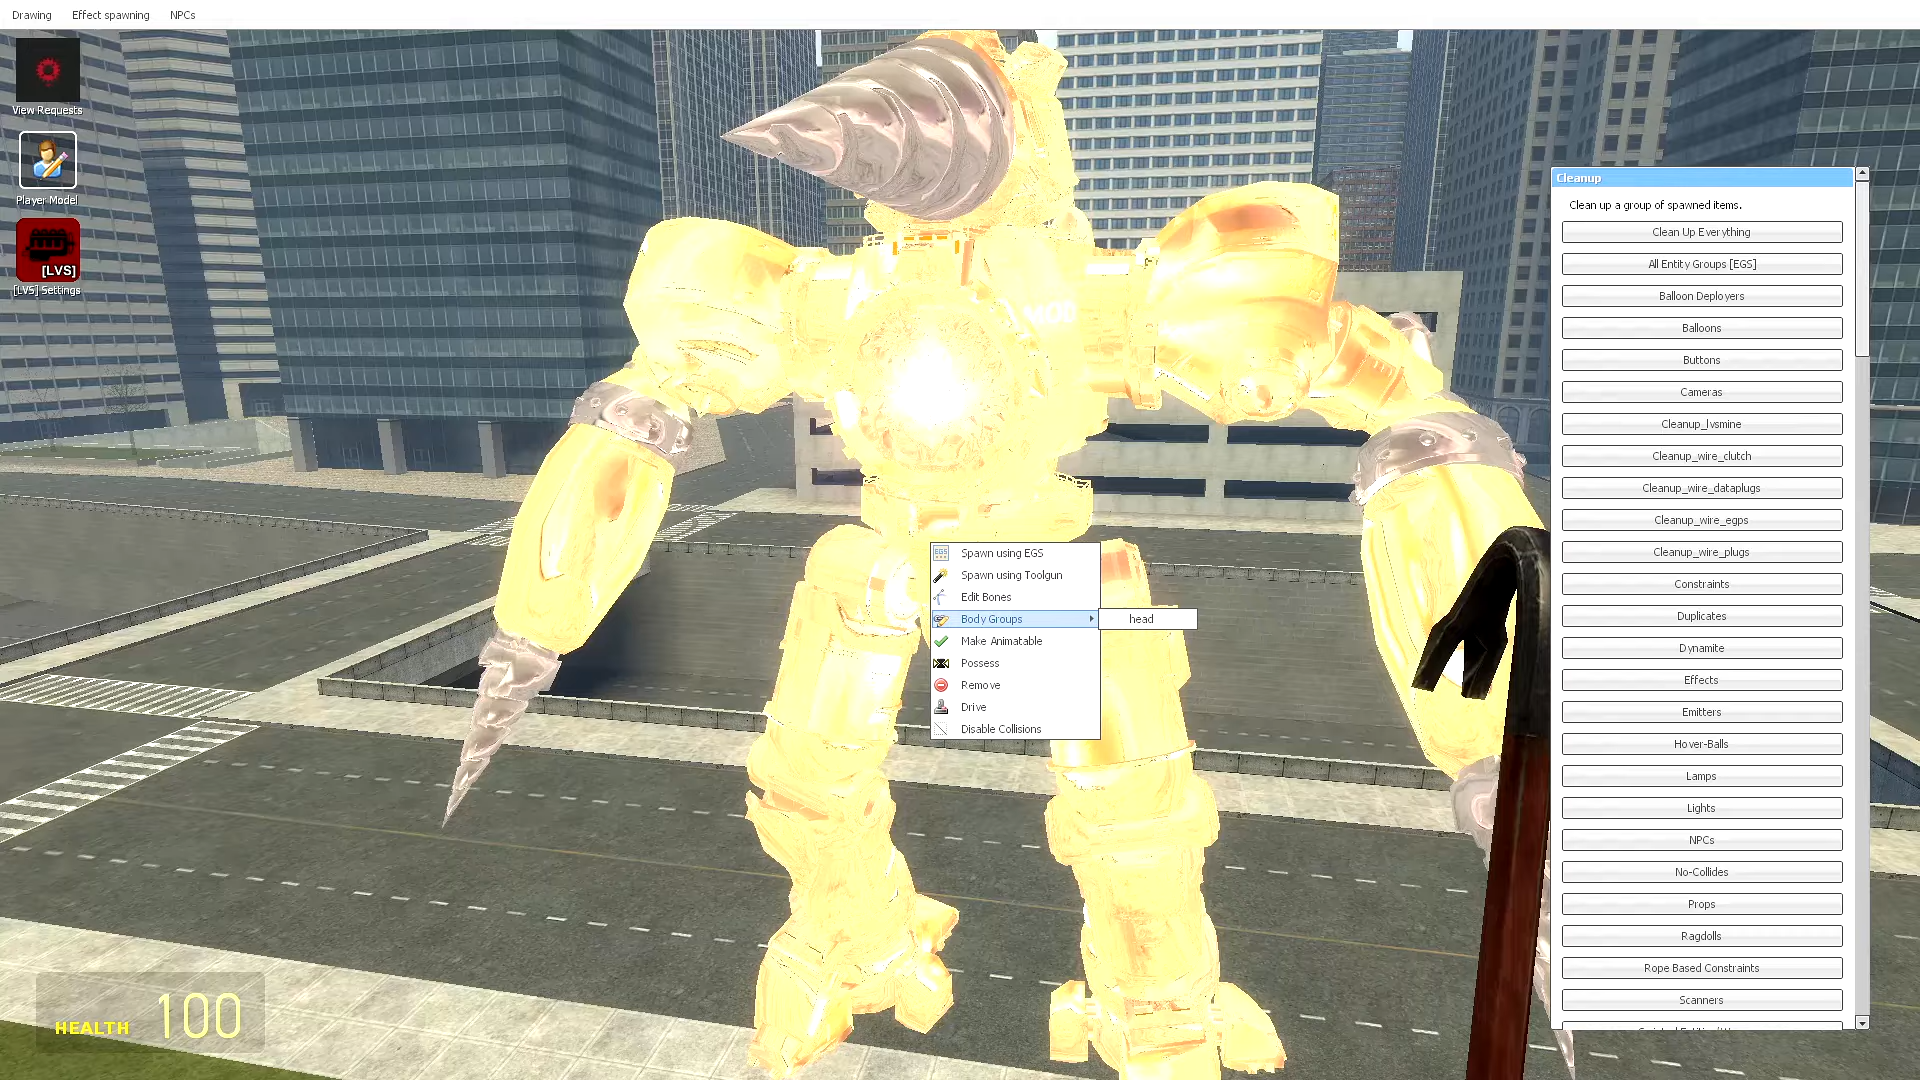 Drawing
Effect spawning
NPCs
View Requests
Player Model
[LVS]
[LVS] Settings
Spawn using EGS
Spawn using Toolgun
Edit Bones
Body Groups
head
Make Animatable
Possess
Remove
Drive
Disable Collisions
Cleanup
Clean up a group of spawned items.
Clean Up Everything
All Entity Groups [EGS]
Balloon Deployers
Balloons
Buttons
Cameras
Cleanup_lvsmine
Cleanup_wire_clutch
Cleanup_wire_dataplugs
Cleanup_wire_egps
Cleanup_wire_plugs
Constraints
Duplicates
Dynamite
Effects
Emitters
Hover-Balls
Lamps
Lights
NPCs
No-Collides
Props
Ragdolls
Rope Based Constraints
Scanners
HEALTH 100